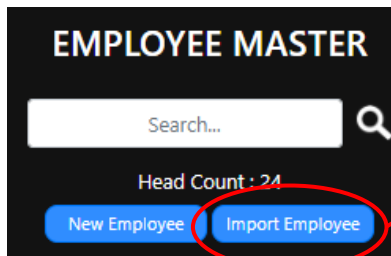 EMPLOYEE MASTER
Search...
Head Count : 24
New Employee Import Employee